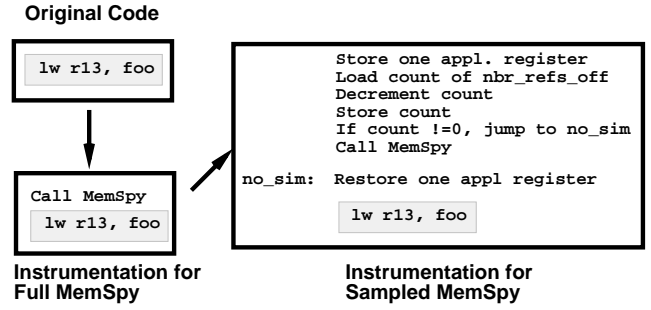 Original Code
lw r13, foo
Call MemSpy
lw r13, foo
Instrumentation for
Full MemSpy
Store one appl. register
Load count of nbr_refs_off
Decrement count
Store count
If count !=0, jump to no_sim
Call MemSpy
no_sim: Restore one appl register
lw r13, foo
Instrumentation for
Sampled MemSpy